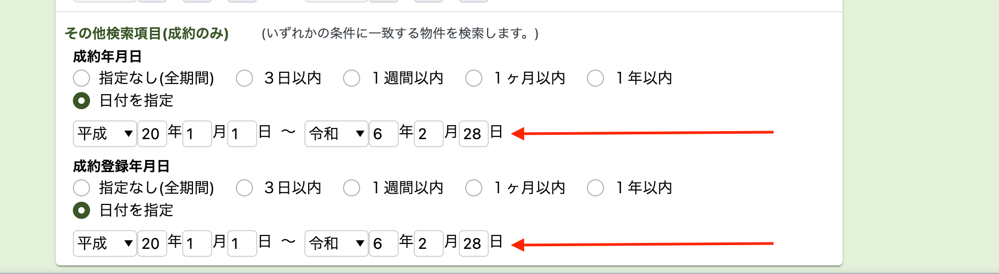 その他検索項目(成約のみ) (いずれかの条件に一致する物件を検索します。)
成約年月日
指定なし(全期間) 3日以内 1週間以内 1ヶ月以内 1年以内
日付を指定
平成 ▼ 20 年 1 月 1 日 〜 令和 ▼ 6 年 2 月 28 日
成約登録年月日
指定なし(全期間) 3日以内 1週間以内 1ヶ月以内 1年以内
日付を指定
平成 ▼ 20 年 1 月 1 日 〜 令和 ▼ 6 年 2 月 28 日